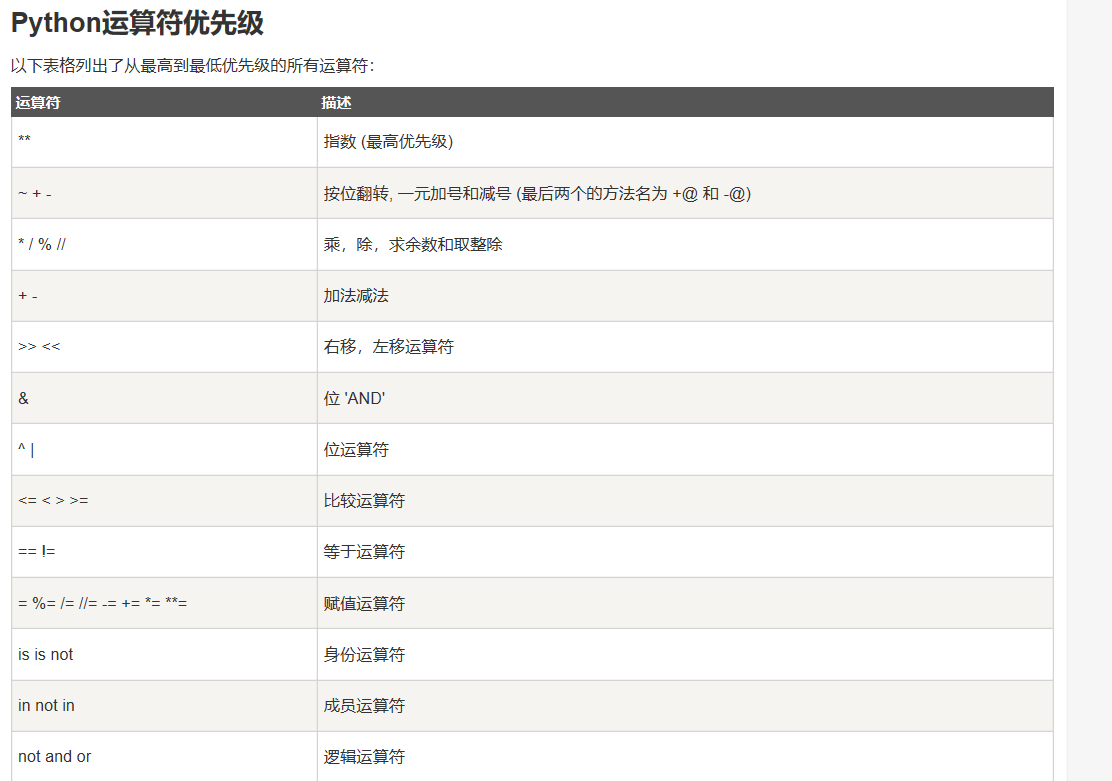 Python运算符优先级
以下表格列出了从最高到最低优先级的所有运算符：
运算符 描述
** 指数 (最高优先级)
~ + - 按位翻转, 一元加号和减号 (最后两个的方法名为 +@ 和 -@)
* / % // 乘，除，求余数和取整除
+ - 加法减法
>> << 右移，左移运算符
& 位 'AND'
^ | 位运算符
<= < > >= 比较运算符
== != 等于运算符
= %= /= //= -= += *= **= 赋值运算符
is is not 身份运算符
in not in 成员运算符
not and or 逻辑运算符